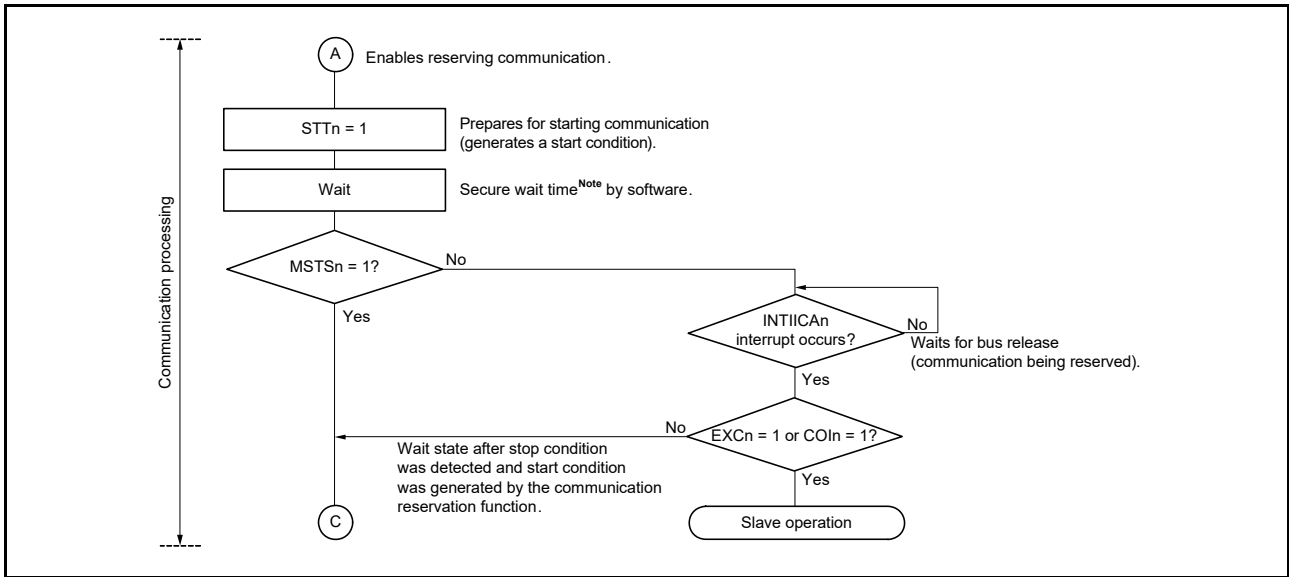 A
Enables reserving communication.
STTn = 1
Prepares for starting communication
(generates a start condition).
Wait
Secure wait timeNote by software.
Communication processing
MSTSn = 1?
No
Yes
INTIICAn
interrupt occurs?
No
Waits for bus release
(communication being reserved).
Yes
EXCn = 1 or COIn = 1?
No
Wait state after stop condition
was detected and start condition
was generated by the communication
reservation function.
Yes
C
Slave operation